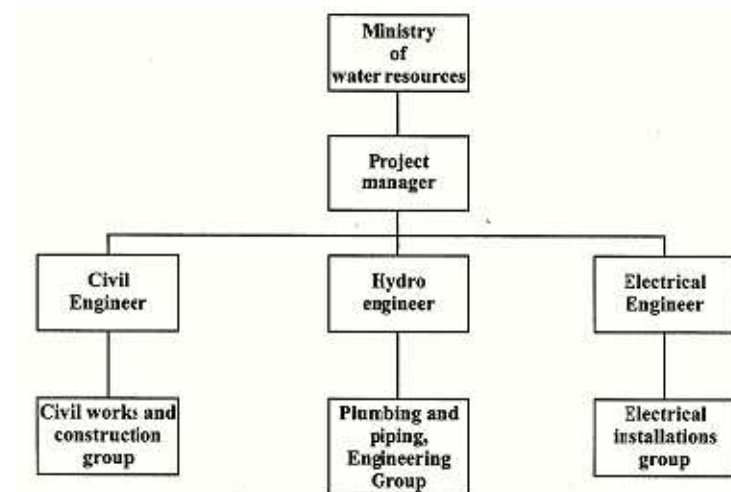 Ministry
of
water resources
Project
manager
Civil
Engineer
Hydro
engineer
Electrical
Engineer
Civil works and
construction
group
Plumbing and
piping,
Engineering
Group
Electrical
installations
group